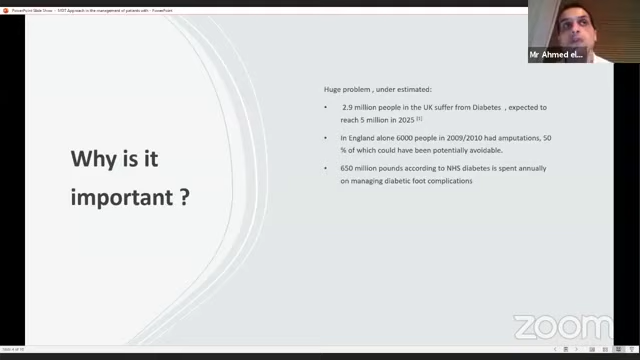 PowerPoint Slide Show - MDT Approach in the management of patients with - PowerPoint
Mr Ahmed el...
Huge problem , under estimated:
• 2.9 million people in the UK suffer from Diabetes , expected to
reach 5 million in 2025 [1]
• In England alone 6000 people in 2009/2010 had amputations, 50
% of which could have been potentially avoidable.
• 650 million pounds according to NHS diabetes is spent annually
on managing diabetic foot complications
Why is it
important ?
zoom